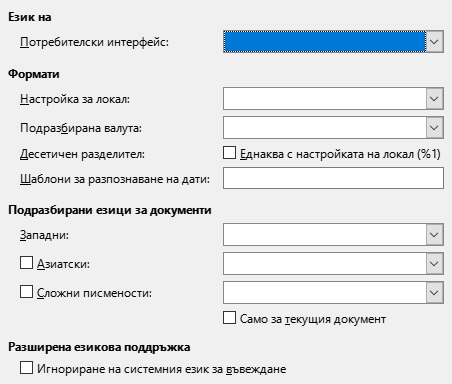 Език на
Потребителски интерфейс:
Формати
Настройка за локал:
Подразбирана валута:
Десетичен разделител: Еднаква с настройката на локал (%1)
Шаблони за разпознаване на дати:
Подразбирани езици за документи
Западни:
Азиатски:
Сложни писмености:
Само за текущия документ
Разширена езикова поддръжка
Игнориране на системния език за въвеждане